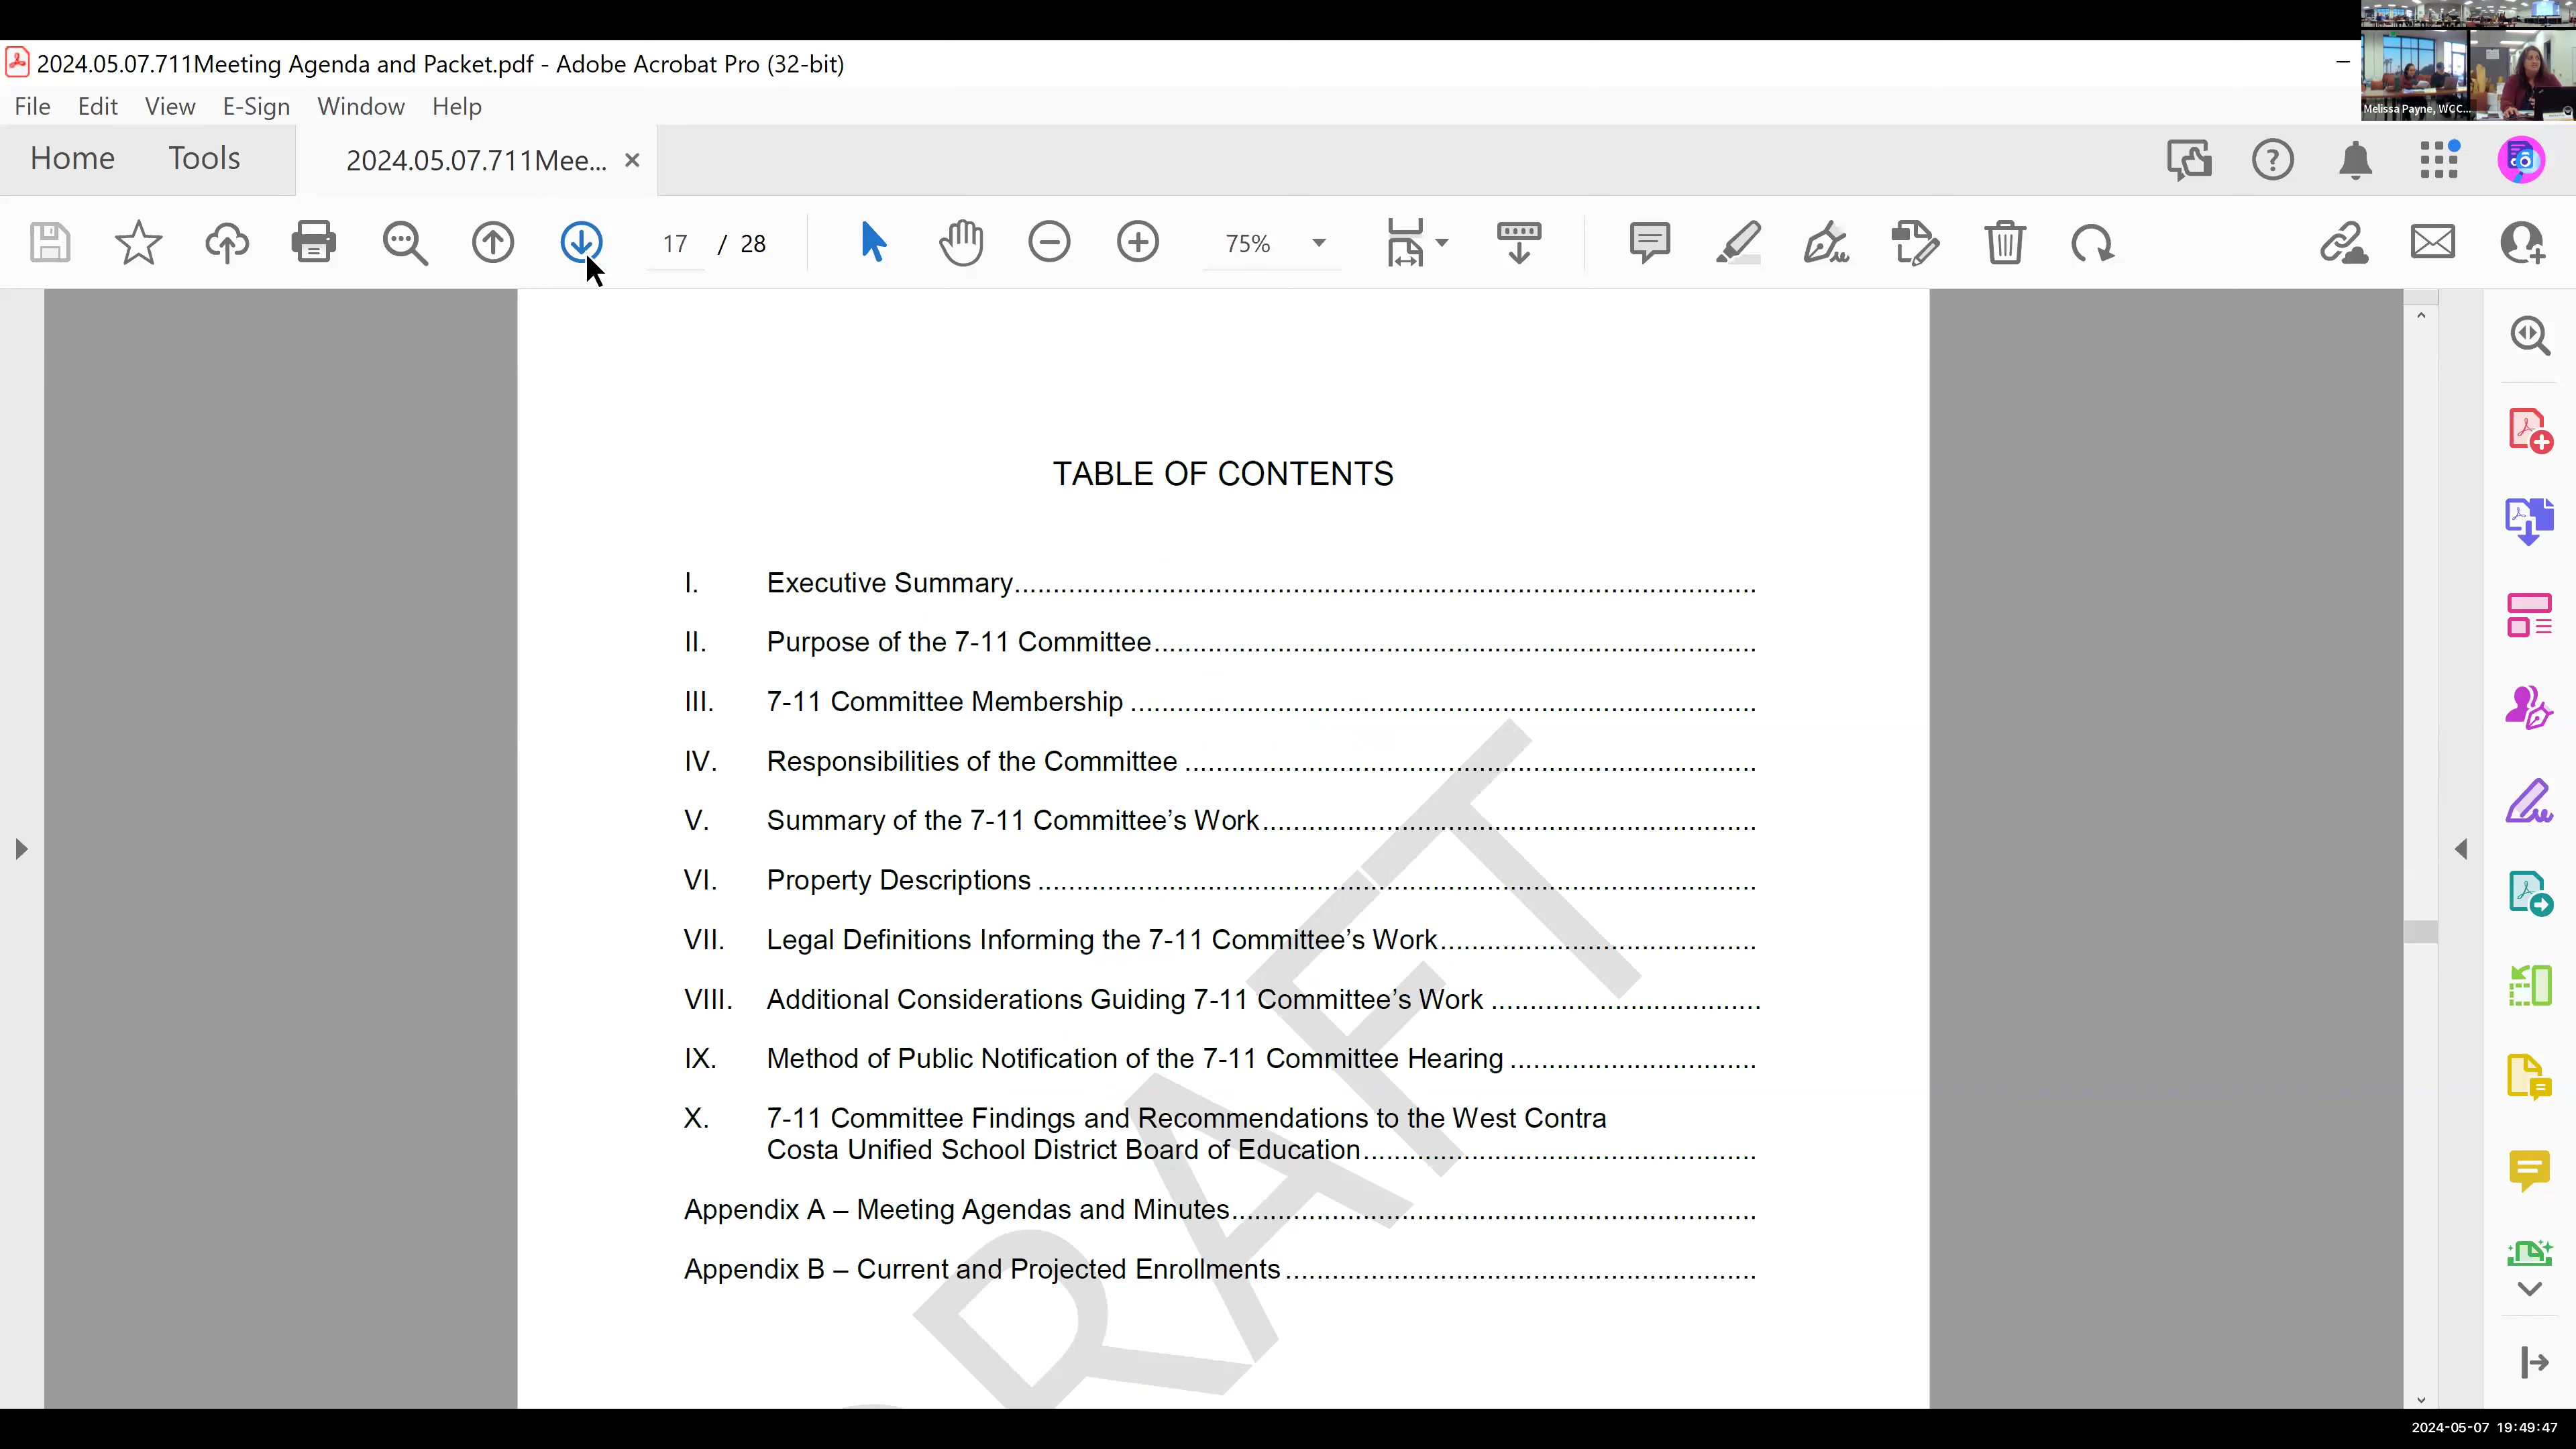 2024.05.07.711Meeting Agenda and Packet.pdf - Adobe Acrobat Pro (32-bit)
Melissa Payne, WCC...
File Edit View E-Sign Window Help
Home Tools 2024.05.07.711Mee... ×
17 / 28 75%
TABLE OF CONTENTS
I. Executive Summary
II. Purpose of the 7-11 Committee
III. 7-11 Committee Membership
IV. Responsibilities of the Committee
V. Summary of the 7-11 Committee’s Work
VI. Property Descriptions
VII. Legal Definitions Informing the 7-11 Committee’s Work
VIII. Additional Considerations Guiding 7-11 Committee’s Work
IX. Method of Public Notification of the 7-11 Committee Hearing
X. 7-11 Committee Findings and Recommendations to the West Contra
Costa Unified School District Board of Education
Appendix A – Meeting Agendas and Minutes
Appendix B – Current and Projected Enrollments
DRAFT
2024-05-07 19:49:47